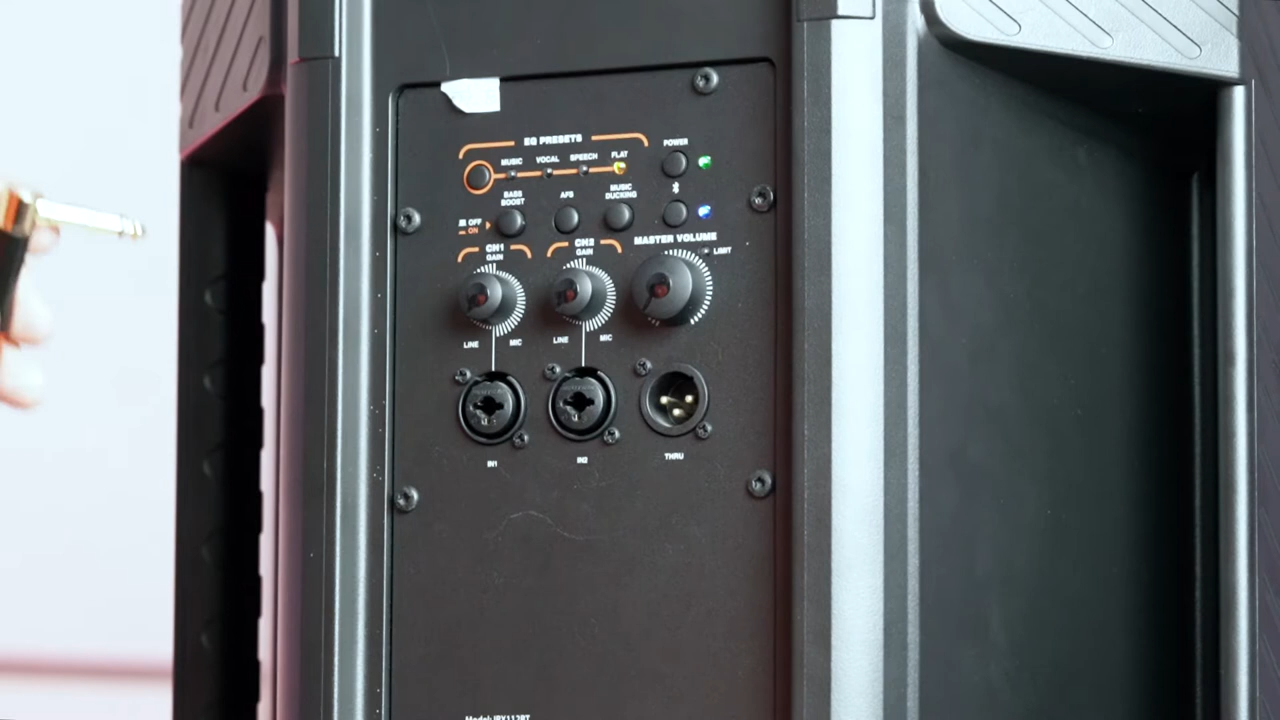 EQ PRESETS
MUSIC VOCAL SPEECH FLAT
POWER
BASS BOOST
AFS
MUSIC DUCKING
OFF
ON
CH1 GAIN
CH2 GAIN
MASTER VOLUME
LIMIT
LINE MIC
LINE MIC
IN1
IN2
THRU